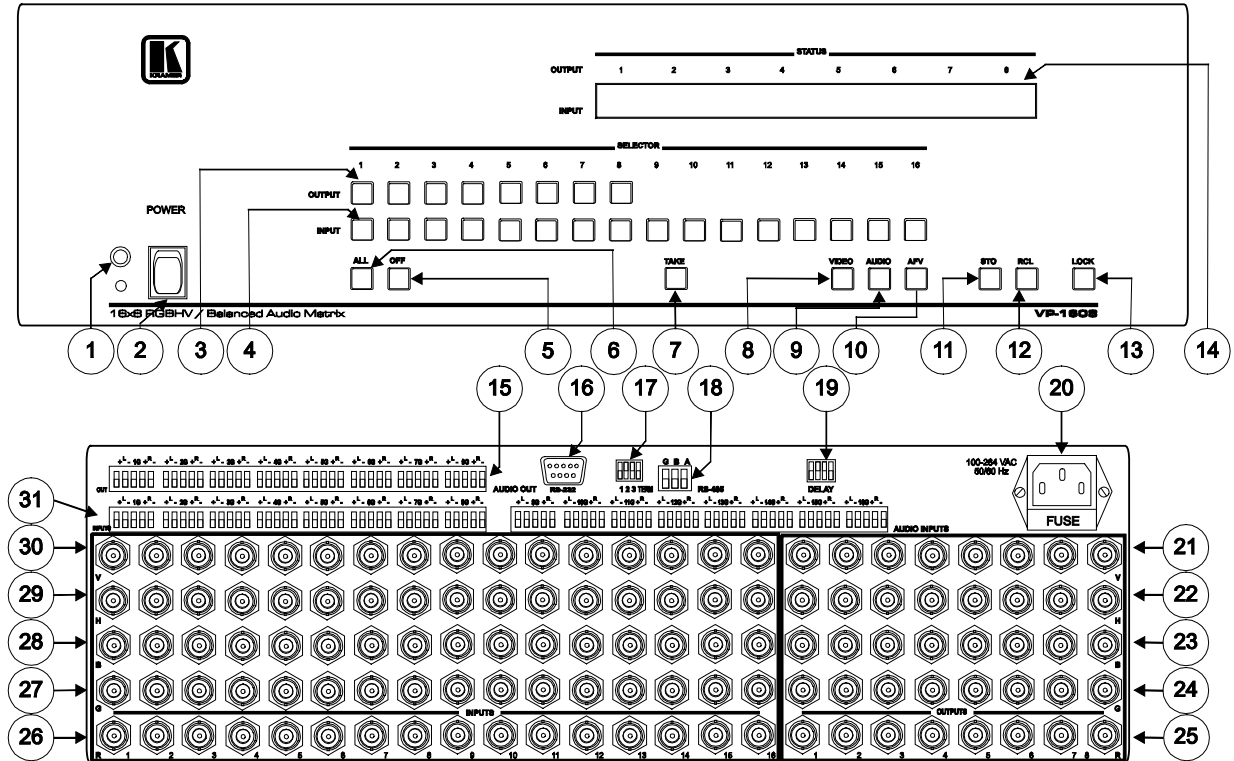 KRAMER
STATUS
OUTPUT 1 2 3 4 5 6 7 8
INPUT
SELECTOR
1 2 3 4 5 6 7 8 9 10 11 12 13 14 15 16
OUTPUT
POWER
INPUT
ALL OFF TAKE VIDEO AUDIO AFV STO RCL LOCK
16x8 RGBHV / Balanced Audio Matrix VP-1608
1 2 3 4 5 6 7 8 9 10 11 12 13 14
15 16 17 18 19 20
G B A
100-264 VAC
50/60 Hz
OUT AUDIO OUT RS-232 1 2 3 TERM RS-485 DELAY
FUSE
31
INPUTS AUDIO INPUTS
30 V V 21
29 H H 22
28 B B 23
27 G G 24
INPUTS OUTPUTS
26 25
R 1 2 3 4 5 6 7 8 9 10 11 12 13 14 15 16 1 2 3 4 5 6 7 8 R